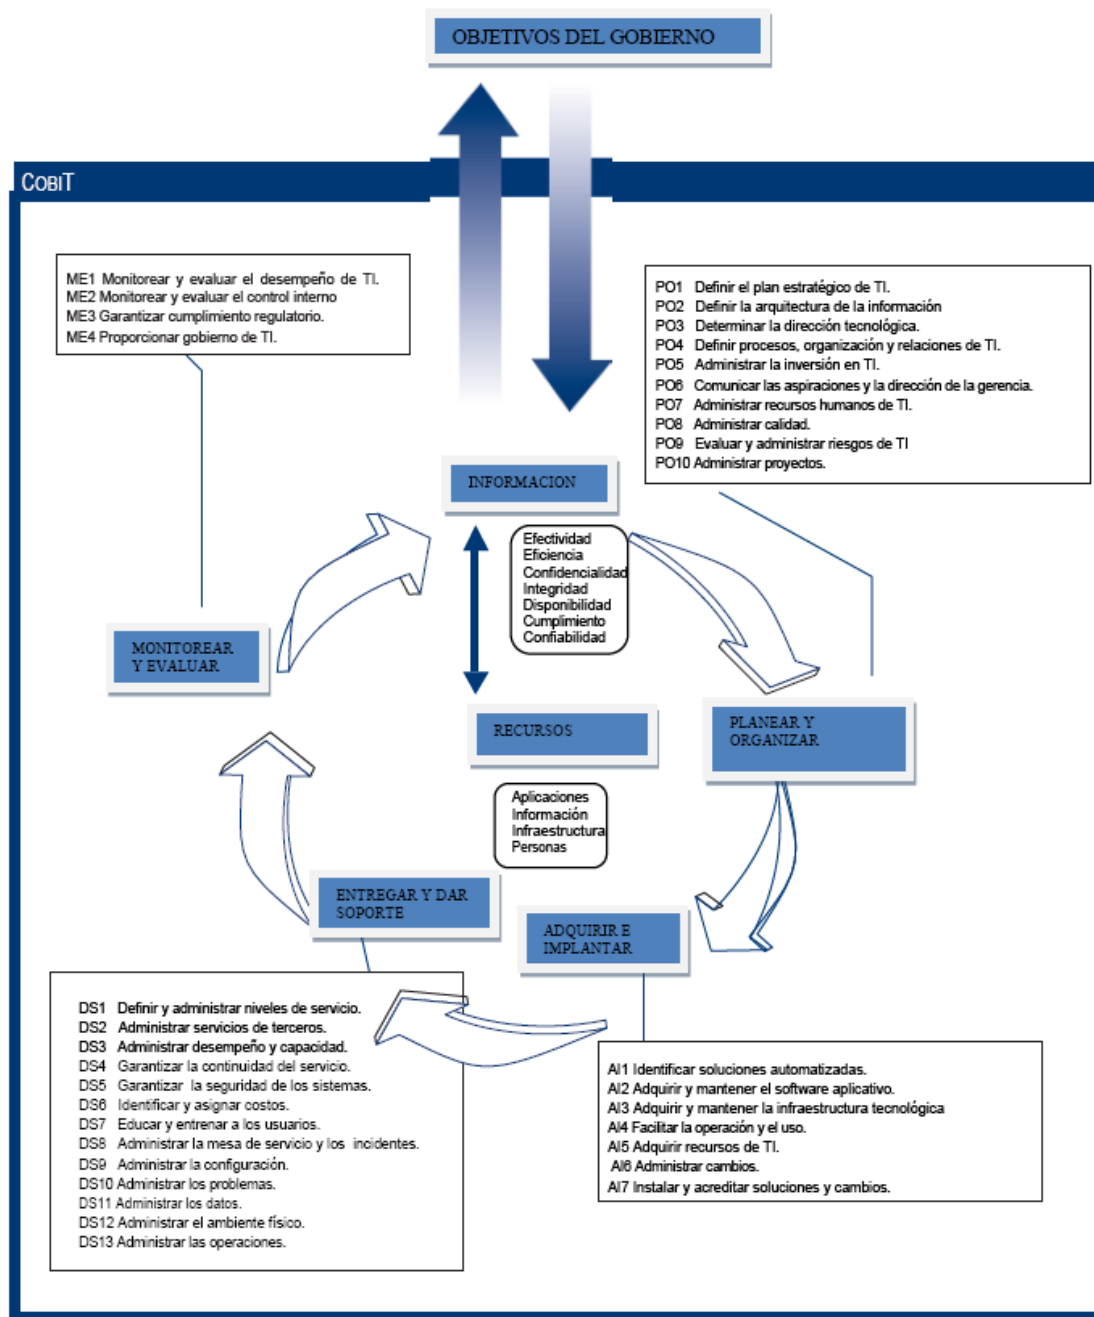 OBJETIVOS DEL GOBIERNO
COBIT
ME1 Monitorear y evaluar el desempeño de TI.
ME2 Monitorear y evaluar el control interno
ME3 Garantizar cumplimiento regulatorio.
ME4 Proporcionar gobierno de TI.
PO1 Definir el plan estratégico de TI.
PO2 Definir la arquitectura de la información
PO3 Determinar la dirección tecnológica.
PO4 Definir procesos, organización y relaciones de TI.
PO5 Administrar la inversión en TI.
PO6 Comunicar las aspiraciones y la dirección de la gerencia.
PO7 Administrar recursos humanos de TI.
PO8 Administrar calidad.
PO9 Evaluar y administrar riesgos de TI
PO10 Administrar proyectos.
INFORMACION
Efectividad
Eficiencia
Confidencialidad
Integridad
Disponibilidad
Cumplimiento
Confiabilidad
MONITOREAR
Y EVALUAR
RECURSOS
PLANEAR Y
ORGANIZAR
Aplicaciones
Información
Infraestructura
Personas
ENTREGAR Y DAR
SOPORTE
ADQUIRIR E
IMPLANTAR
DS1 Definir y administrar niveles de servicio.
DS2 Administrar servicios de terceros.
DS3 Administrar desempeño y capacidad.
DS4 Garantizar la continuidad del servicio.
DS5 Garantizar la seguridad de los sistemas.
DS6 Identificar y asignar costos.
DS7 Educar y entrenar a los usuarios.
DS8 Administrar la mesa de servicio y los incidentes.
DS9 Administrar la configuración.
DS10 Administrar los problemas.
DS11 Administrar los datos.
DS12 Administrar el ambiente físico.
DS13 Administrar las operaciones.
AI1 Identificar soluciones automatizadas.
AI2 Adquirir y mantener el software aplicativo.
AI3 Adquirir y mantener la infraestructura tecnológica
AI4 Facilitar la operación y el uso.
AI5 Adquirir recursos de TI.
AI6 Administrar cambios.
AI7 Instalar y acreditar soluciones y cambios.